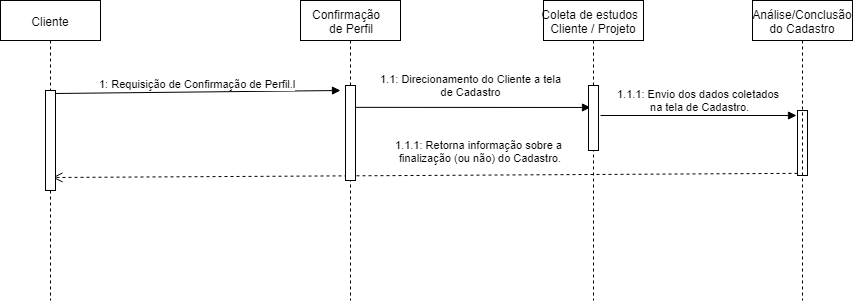 Cliente
Confirmação
de Perfil
Coleta de estudos
Cliente / Projeto
Análise/Conclusão
do Cadastro
1: Requisição de Confirmação de Perfil.l
1.1: Direcionamento do Cliente a tela
de Cadastro
1.1.1: Envio dos dados coletados
na tela de Cadastro.
1.1.1: Retorna informação sobre a
finalização (ou não) do Cadastro.